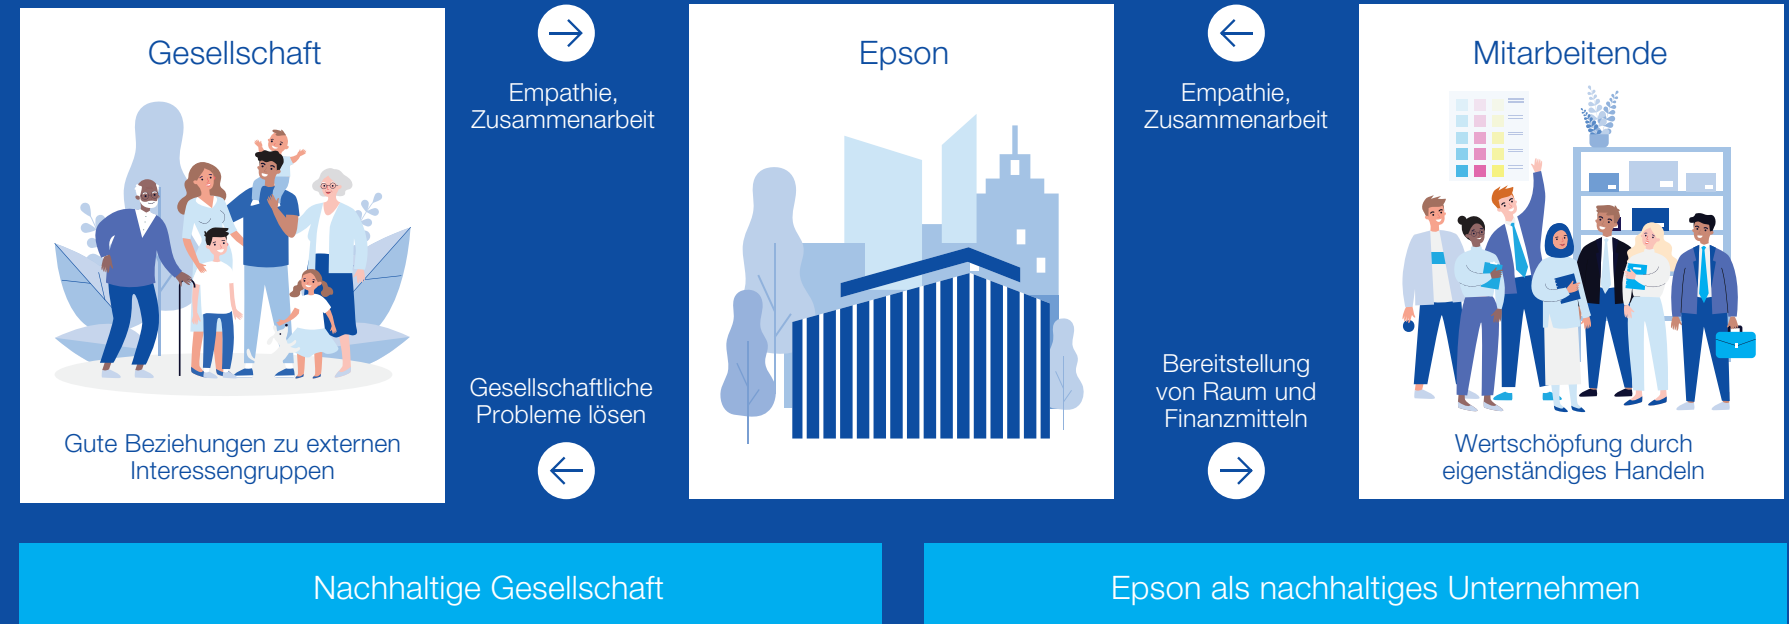 Gesellschaft
Gute Beziehungen zu externen
Interessengruppen
Empathie,
Zusammenarbeit
Gesellschaftliche
Probleme lösen
Epson
Empathie,
Zusammenarbeit
Bereitstellung
von Raum und
Finanzmitteln
Mitarbeitende
Wertschöpfung durch
eigenständiges Handeln
Nachhaltige Gesellschaft
Epson als nachhaltiges Unternehmen